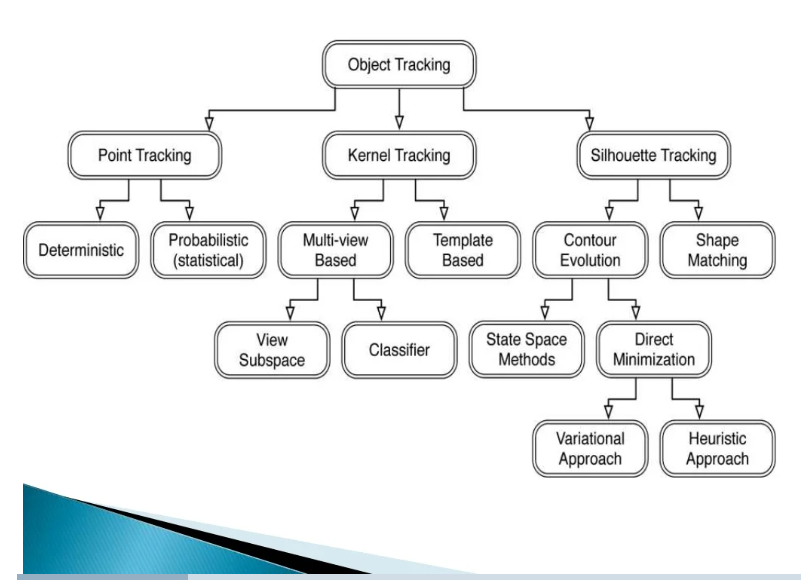 Object Tracking
Point Tracking
Kernel Tracking
Silhouette Tracking
Deterministic
Probabilistic
(statistical)
Multi-view
Based
Template
Based
Contour
Evolution
Shape
Matching
View
Subspace
Classifier
State Space
Methods
Direct
Minimization
Variational
Approach
Heuristic
Approach